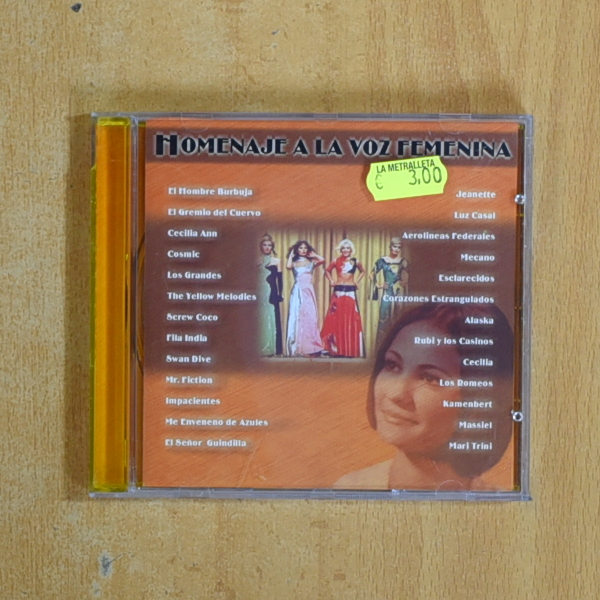 HOMENAJE A LA VOZ FEMENINA
LA METRALLETA
€ 3.00
El Hombre Burbuja
El Gremio del Cuervo
Cecilia Ann
Cosmic
Los Grandes
The Yellow Melodies
Screw Coco
Ella India
Swan Dive
Mr. Fiction
Impacientes
Me Enveneno de Azules
El Señor Guindilla
Jeanette
Luz Casal
Aerolíneas Federales
Mecano
Esclarecidos
Corazones Estrangulados
Alaska
Rubi y los Casinos
Cecilia
Los Romeos
Kamenbert
Massiel
Mari Trini